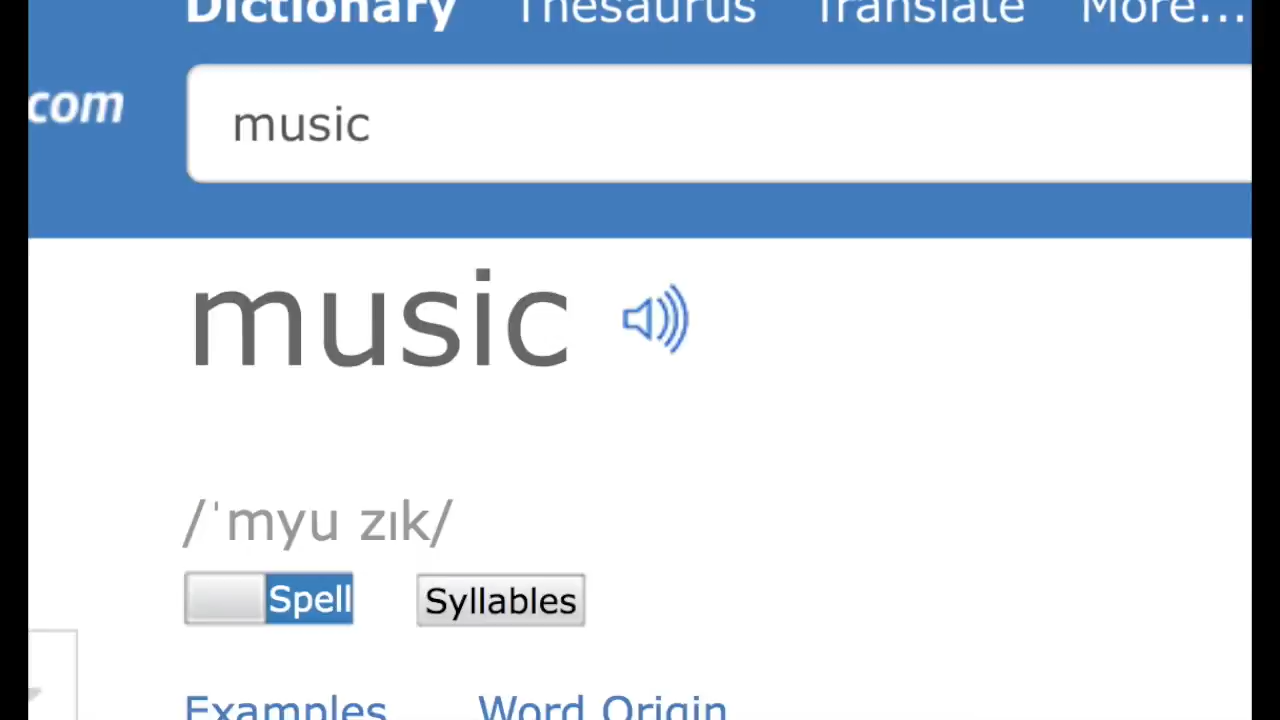 Dictionary Thesaurus Translate More...
.com
music
music
/ˈmyu zɪk/
Spell Syllables
Examples Word Origin